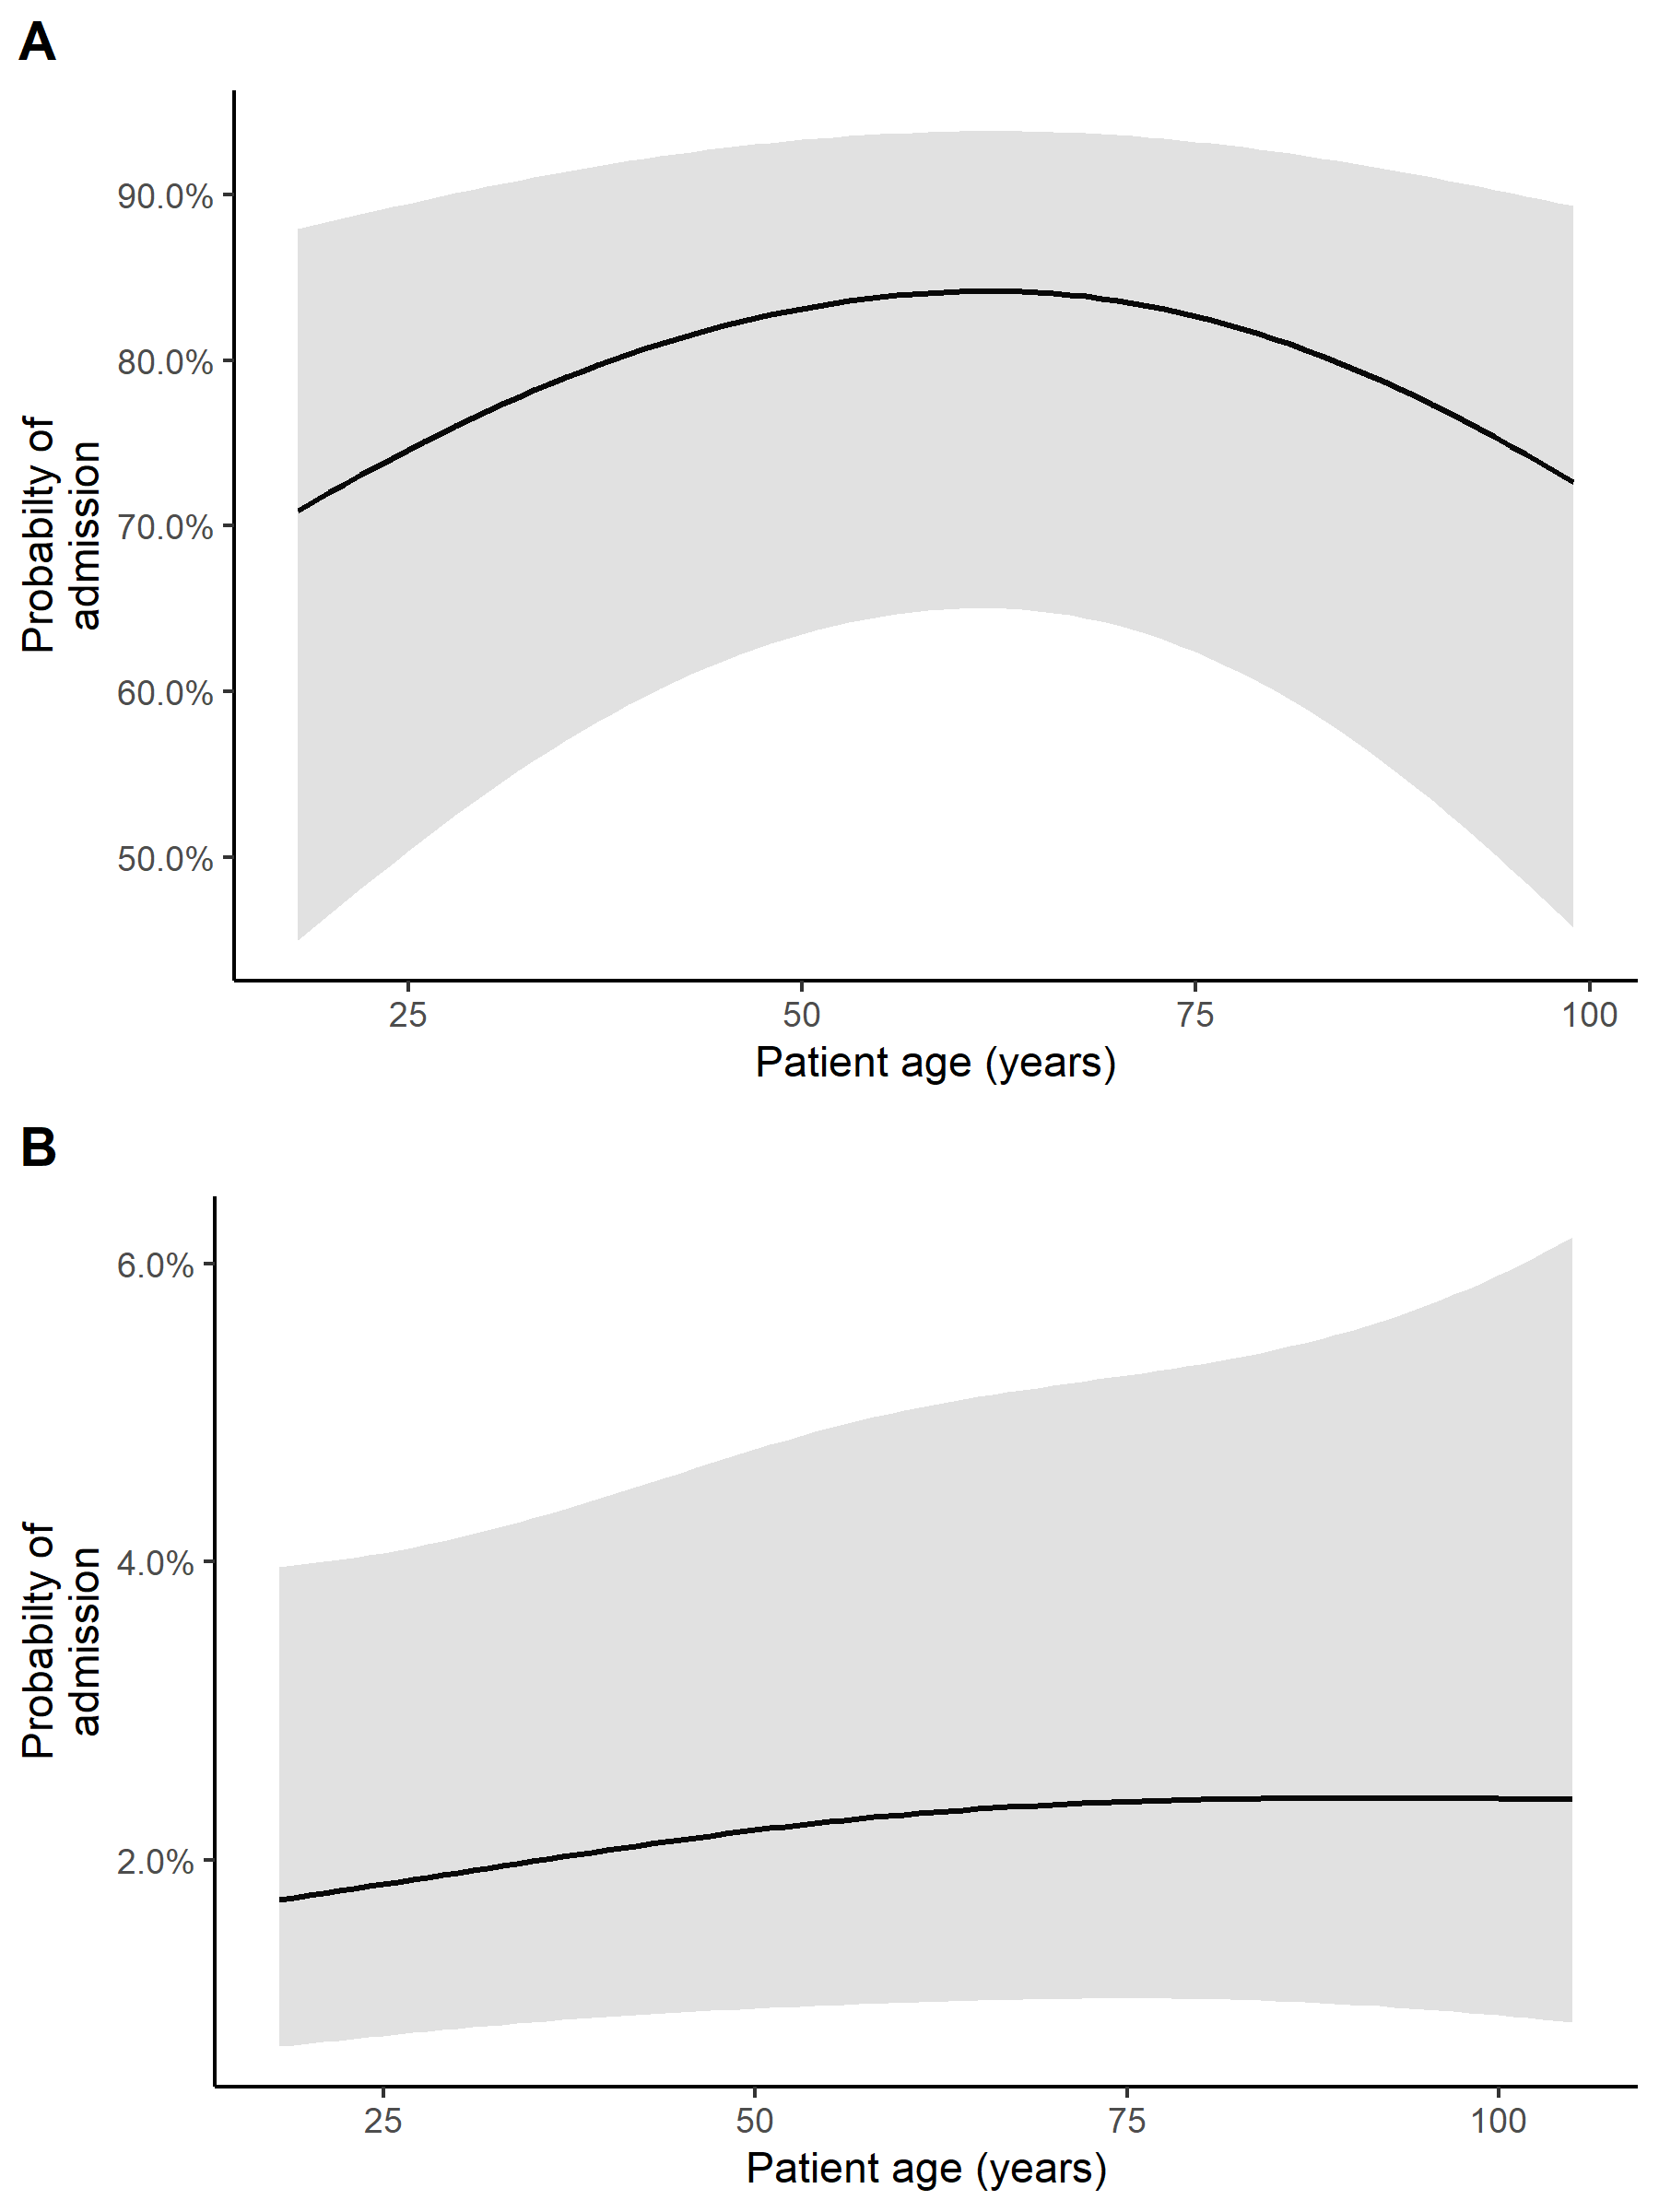 A
90.0%
80.0%
70.0%
60.0%
50.0%
Probabilty of
admission
25 50 75 100
Patient age (years)
B
6.0%
4.0%
2.0%
Probabilty of
admission
25 50 75 100
Patient age (years)